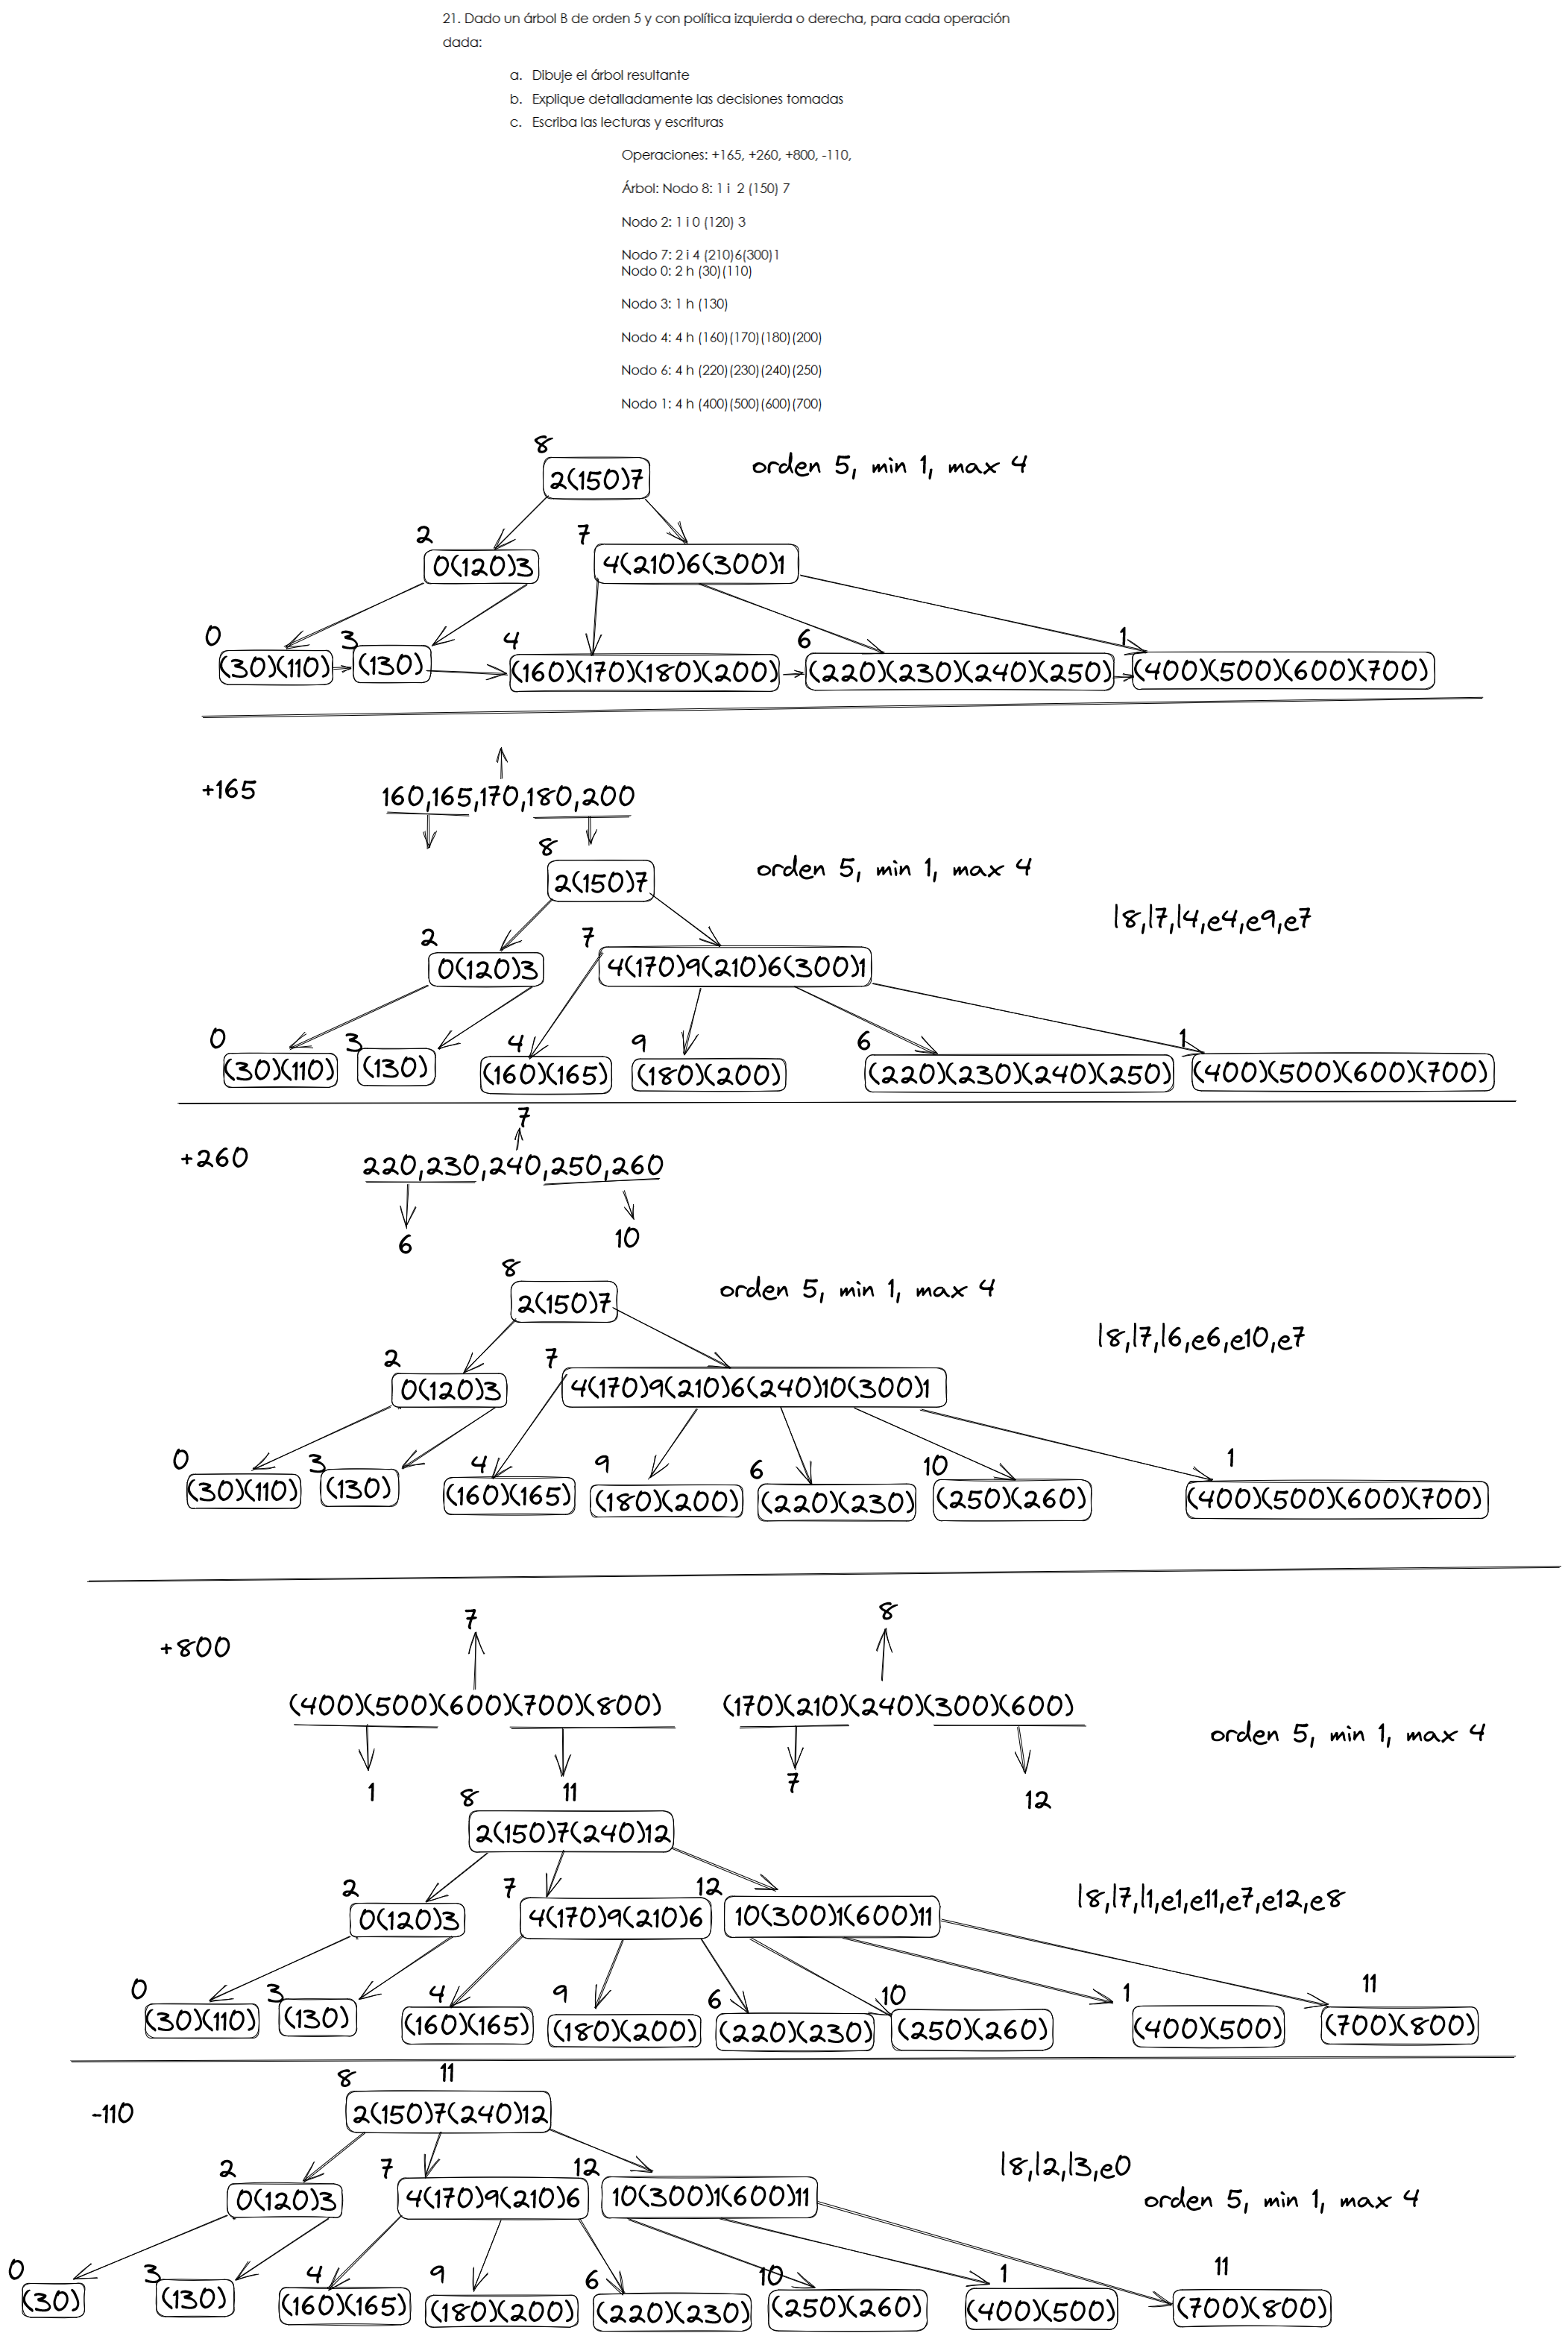 21. Dado un árbol B de orden 5 y con política izquierda o derecha, para cada operación
dada:
a. Dibuje el árbol resultante
b. Explique detalladamente las decisiones tomadas
c. Escriba las lecturas y escrituras
Operaciones: +165, +260, +800, -110,
Árbol: Nodo 8: 1 i 2 (150) 7
Nodo 2: 1 i 0 (120) 3
Nodo 7: 2 i 4 (210)6(300)1
Nodo 0: 2 h (30)(110)
Nodo 3: 1 h (130)
Nodo 4: 4 h (160)(170)(180)(200)
Nodo 6: 4 h (220)(230)(240)(250)
Nodo 1: 4 h (400)(500)(600)(700)
8
orden 5, min 1, max 4
2(150)7
2 7
0(120)3 4(210)6(300)1
0 3 4 6 1
(30)(110) (130) (160)(170)(180)(200) (220)(230)(240)(250) (400)(500)(600)(700)
+165 160,165,170,180,200
8
orden 5, min 1, max 4
2(150)7
l8,l7,l4,e4,e9,e7
2 7
0(120)3 4(170)9(210)6(300)1
0 3 4 9 6 1
(30)(110) (130) (160)(165) (180)(200) (220)(230)(240)(250) (400)(500)(600)(700)
7
+260 220,230,240,250,260
6 10
8
orden 5, min 1, max 4
2(150)7
l8,l7,l6,e6,e10,e7
2 7
0(120)3 4(170)9(210)6(240)10(300)1
0 3 4 9 6 10 1
(30)(110) (130) (160)(165) (180)(200) (220)(230) (250)(260) (400)(500)(600)(700)
7 8
+800
(400)(500)(600)(700)(800) (170)(210)(240)(300)(600)
orden 5, min 1, max 4
1 11 7 12
8
2(150)7(240)12
2 7 12
l8,l7,l1,e1,e11,e7,e12,e8
0(120)3 4(170)9(210)6 10(300)1(600)11
0 3 4 9 6 10 1 11
(30)(110) (130) (160)(165) (180)(200) (220)(230) (250)(260) (400)(500) (700)(800)
8 11
-110 2(150)7(240)12
2 7 12
l8,l2,l3,e0
0(120)3 4(170)9(210)6 10(300)1(600)11
orden 5, min 1, max 4
0 3 4 9 6 10 1 11
(30) (130) (160)(165) (180)(200) (220)(230) (250)(260) (400)(500) (700)(800)